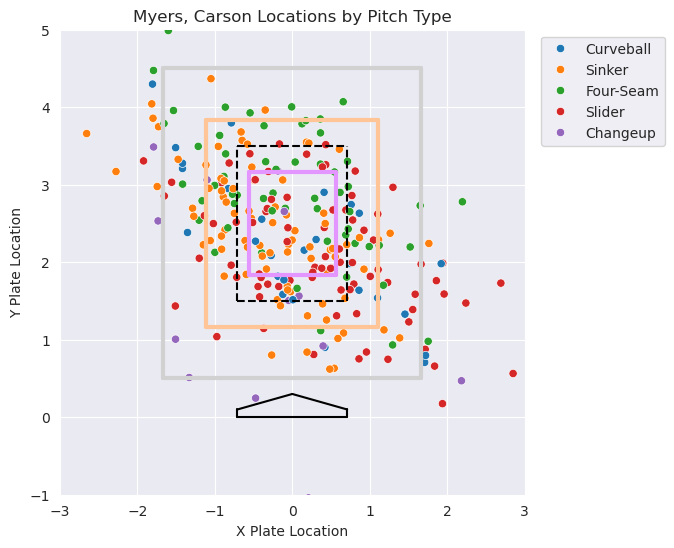 Myers, Carson Locations by Pitch Type
Y Plate Location
5
4
3
2
1
0
−1
−3
−2
−1
0
1
2
3
X Plate Location
Curveball
Sinker
Four-Seam
Slider
Changeup